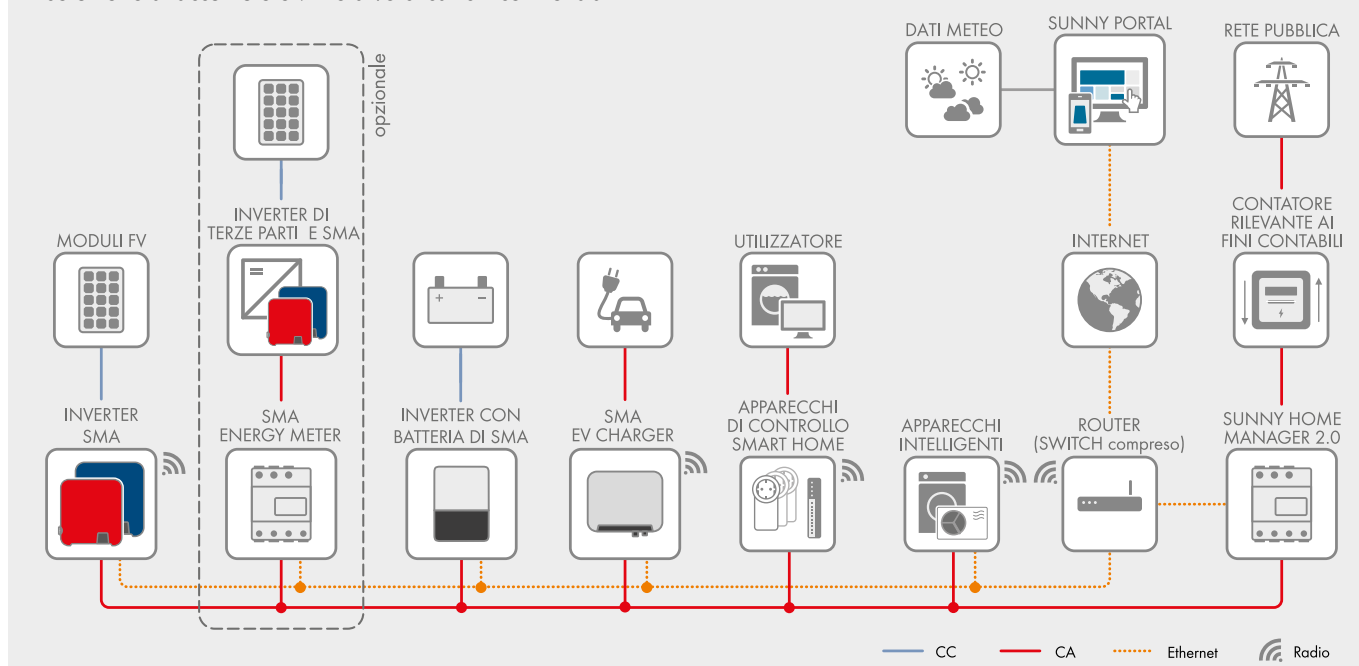 DATI METEO
SUNNY PORTAL
RETE PUBBLICA
opzionale
MODULI FV
INVERTER DI
TERZE PARTI E SMA
UTILIZZATORE
INTERNET
CONTATORE
RILEVANTE AI
FINI CONTABILI
INVERTER
SMA
SMA
ENERGY METER
INVERTER CON
BATTERIA DI SMA
SMA
EV CHARGER
APPARECCHI
DI CONTROLLO
SMART HOME
APPARECCHI
INTELLIGENTI
ROUTER
(SWITCH compreso)
SUNNY HOME
MANAGER 2.0
CC
CA
Ethernet
Radio